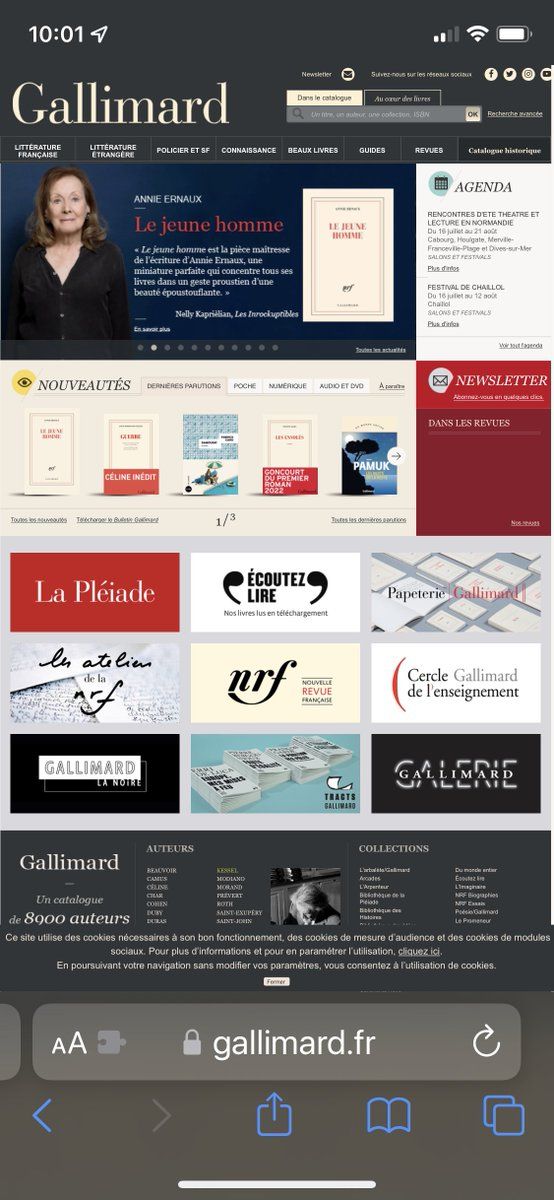 10:01
Newsletter
Suivez-nous sur les réseaux sociaux
Gallimard
Dans le catalogue
Au cœur des livres
Un titre, un auteur, une collection, ISBN
OK
Recherche avancée
LITTÉRATURE FRANÇAISE
LITTÉRATURE ÉTRANGÈRE
POLICIER ET SF
CONNAISSANCE
BEAUX LIVRES
GUIDES
REVUES
Catalogue historique
ANNIE ERNAUX
Le jeune homme
« Le jeune homme est la pièce maîtresse
de l'écriture d'Annie Ernaux, une
miniature parfaite qui concentre tous ses
livres dans un geste proustien d'une
beauté époustouflante. »
Nelly Kapriélian, Les Inrockuptibles
En savoir plus
ANNIE ERNAUX
LE JEUNE
HOMME
nrf
GALLIMARD
Toutes les actualités
AGENDA
RENCONTRES D'ETE THEATRE ET
LECTURE EN NORMANDIE
Du 16 juillet au 21 août
Cabourg, Houlgate, Merville-
Franceville-Plage et Dives-sur-Mer
SALONS ET FESTIVALS
Plus d'infos
FESTIVAL DE CHAILLOL
Du 16 juillet au 12 août
Chaillol
SALONS ET FESTIVALS
Plus d'infos
Voir tout l'agenda
NOUVEAUTÉS
DERNIÈRES PARUTIONS
POCHE
NUMÉRIQUE
AUDIO ET DVD
À paraître
LE JEUNE
HOMME
nrf
GUERRE
CÉLINE INÉDIT
LES ENVOLÉS
GONCOURT
DU PREMIER
ROMAN
2022
PAMUK
Toutes les nouveautés
Télécharger le Bulletin Gallimard
1/3
Toutes les dernières parutions
NEWSLETTER
Abonnez-vous en quelques clics.
DANS LES REVUES
Nos revues
La Pléiade
ÉCOUTEZ
LIRE
Nos livres lus en téléchargement
Papeterie Gallimard
les ateliers
de la
nrf
nrf
NOUVELLE
REVUE
FRANÇAISE
Cercle Gallimard
de l'enseignement
GALLIMARD
LA NOIRE
TRACTS
GALLIMARD
GALERIE
GALLIMARD
Gallimard
Un catalogue
de 8900 auteurs
AUTEURS
BEAUVOIR
CAMUS
CÉLINE
CHAR
COHEN
DUBY
DURAS
KESSEL
MODIANO
MORAND
PRÉVERT
ROTH
SAINT-EXUPÉRY
SAINT-JOHN
COLLECTIONS
L'arbalète/Gallimard
Arcades
L'Arpenteur
Bibliothèque de la
Pléiade
Bibliothèque des
Histoires
Du monde entier
Écoutez lire
L'Imaginaire
NRF Biographies
NRF Essais
Poésie/Gallimard
Le Promeneur
Ce site utilise des cookies nécessaires à son bon fonctionnement, des cookies de mesure d'audience et des cookies de modules
sociaux. Pour plus d'informations et pour en paramétrer l'utilisation, cliquez ici.
En poursuivant votre navigation sans modifier vos paramètres, vous consentez à l'utilisation de cookies.
Fermer
AA
gallimard.fr